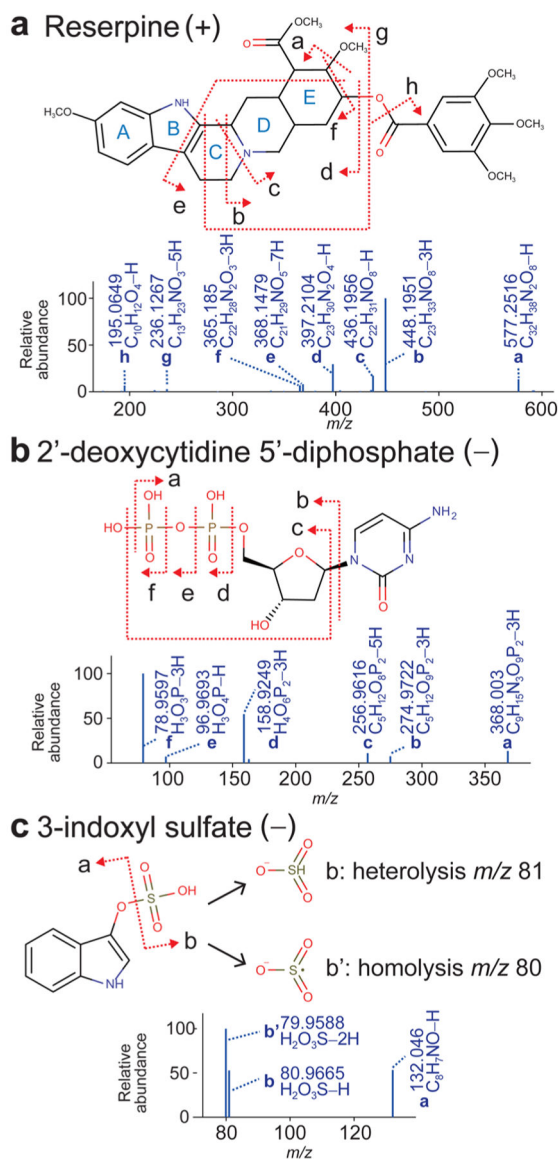 a Reserpine (+)
OCH₃
O
a
OCH₃
g
E
O
h
OCH₃
NH
H₃CO
A
B
C
D
N
f
O
OCH₃
d
OCH₃
e
c
b
195.0649
C₁₀H₁₂O₄–H
h
236.1267
C₁₃H₂₃NO₃–5H
g
365.185
C₂₂H₂₈N₂O₃–3H
f
368.1479
C₂₁H₂₉NO₅–7H
e
397.2104
C₂₃H₃₀N₂O₄–H
d
436.1956
C₂₂H₃₁NO₈–H
c
448.1951
C₂₃H₃₃NO₈–3H
b
577.2516
C₃₂H₃₈N₂O₈–H
a
Relative
abundance
100
50
0
200
300
400
500
600
m/z
b 2’-deoxycytidine 5’-diphosphate (–)
a
OH
OH
b
HO
P
O
P
O
c
O
O
O
N
NH₂
N
O
f
e
d
HO
78.9597
H₃O₃P–3H
f
96.9693
H₃O₄P–H
e
158.9249
H₄O₆P₂–3H
d
256.9616
C₅H₁₂O₈P₂–5H
c
274.9722
C₅H₁₂O₉P₂–3H
b
368.003
C₉H₁₅N₃O₉P₂–3H
a
Relative
abundance
100
50
0
100
150
200
250
300
350
m/z
c 3-indoxyl sulfate (–)
a
O
O
S
OH
O
b
NH
O⁻
SH
O
O
b: heterolysis m/z 81
O⁻
S·
O
O
b’: homolysis m/z 80
b’ 79.9588
H₂O₃S–2H
b 80.9665
H₂O₃S–H
132.046
C₈H₇NO–H
a
Relative
abundance
100
50
0
80
100
120
m/z